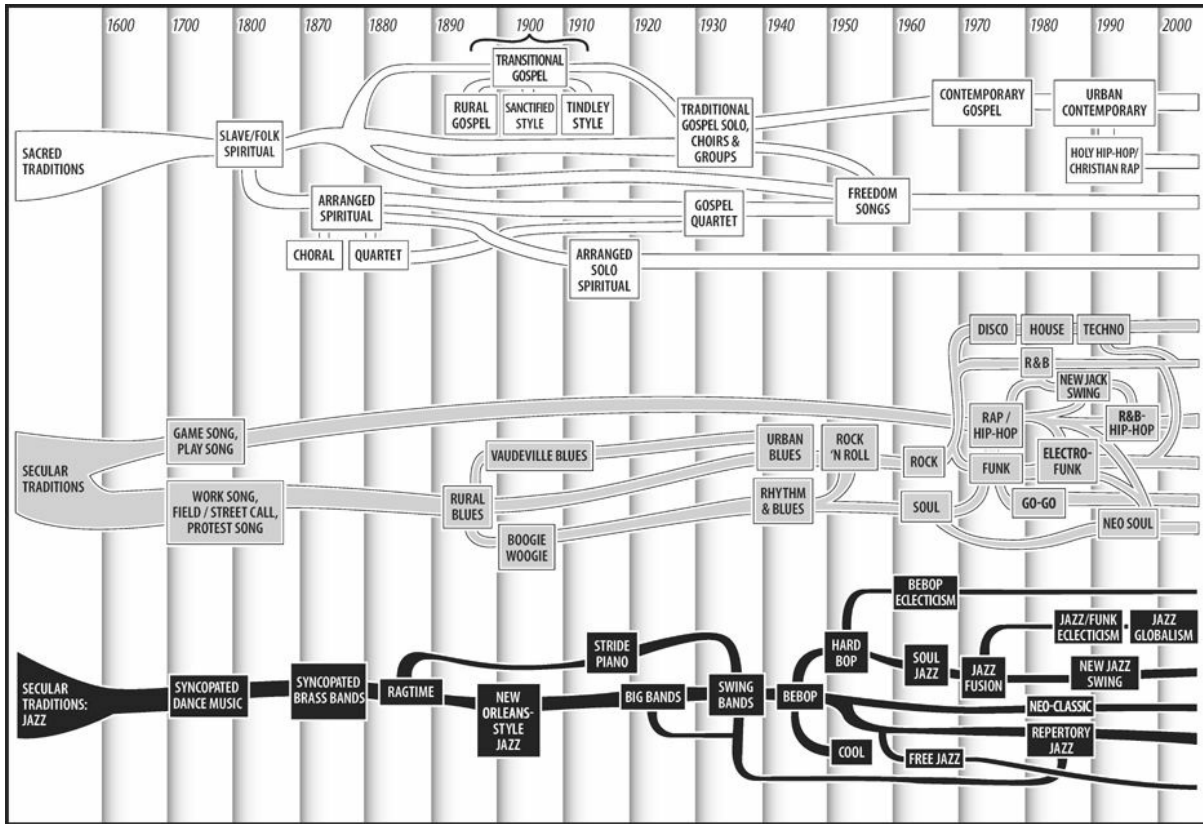 1600 1700 1800 1870 1880 1890 1900 1910 1920 1930 1940 1950 1960 1970 1980 1990 2000
SACRED
TRADITIONS
SLAVE/FOLK
SPIRITUAL
TRANSITIONAL
GOSPEL
RURAL
GOSPEL
SANCTIFIED
STYLE
TINDLEY
STYLE
TRADITIONAL
GOSPEL SOLO,
CHOIRS &
GROUPS
CONTEMPORARY
GOSPEL
URBAN
CONTEMPORARY
HOLY HIP-HOP/
CHRISTIAN RAP
ARRANGED
SPIRITUAL
CHORAL
QUARTET
GOSPEL
QUARTET
FREEDOM
SONGS
ARRANGED
SOLO
SPIRITUAL
SECULAR
TRADITIONS
GAME SONG,
PLAY SONG
WORK SONG,
FIELD / STREET CALL,
PROTEST SONG
RURAL
BLUES
VAUDEVILLE BLUES
BOOGIE
WOOGIE
URBAN
BLUES
RHYTHM
& BLUES
ROCK
'N ROLL
ROCK
SOUL
DISCO
HOUSE
TECHNO
R&B
NEW JACK
SWING
RAP /
HIP-HOP
R&B-
HIP-HOP
FUNK
ELECTRO-
FUNK
GO-GO
NEO SOUL
SECULAR
TRADITIONS:
JAZZ
SYNCOPATED
DANCE MUSIC
SYNCOPATED
BRASS BANDS
RAGTIME
NEW
ORLEANS-
STYLE
JAZZ
STRIDE
PIANO
BIG BANDS
SWING
BANDS
BEBOP
HARD
BOP
COOL
BEBOP
ECLECTICISM
SOUL
JAZZ
FREE JAZZ
JAZZ
FUSION
JAZZ/FUNK
ECLECTICISM
JAZZ
GLOBALISM
NEW JAZZ
SWING
NEO-CLASSIC
REPERTORY
JAZZ